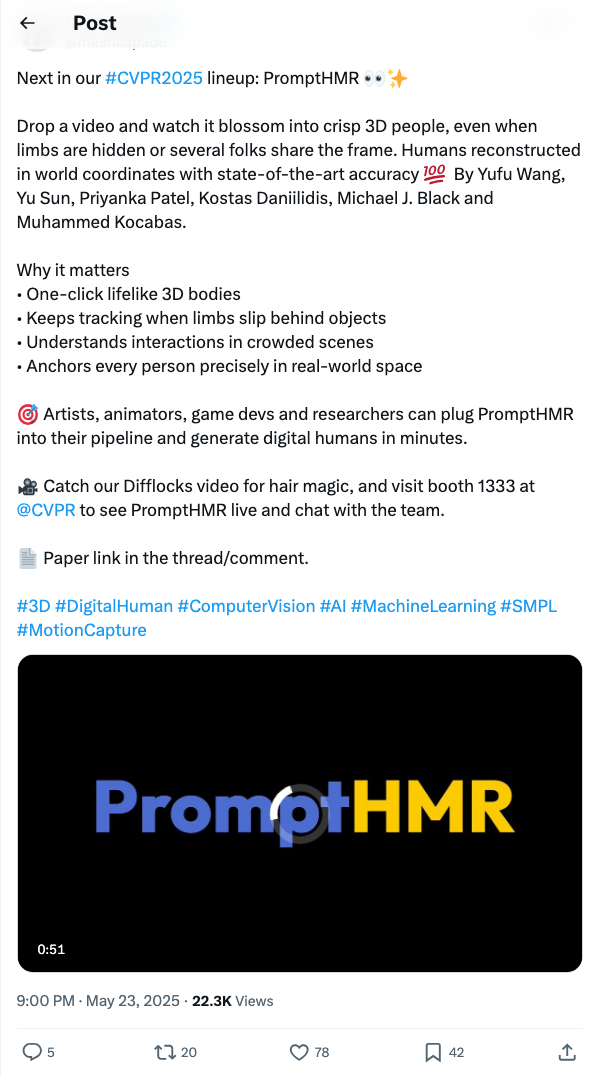 Post
@meshcapade
Next in our #CVPR2025 lineup: PromptHMR 👀✨
Drop a video and watch it blossom into crisp 3D people, even when
limbs are hidden or several folks share the frame. Humans reconstructed
in world coordinates with state-of-the-art accuracy 💯 By Yufu Wang,
Yu Sun, Priyanka Patel, Kostas Daniilidis, Michael J. Black and
Muhammed Kocabas.
Why it matters
• One-click lifelike 3D bodies
• Keeps tracking when limbs slip behind objects
• Understands interactions in crowded scenes
• Anchors every person precisely in real-world space
🎯 Artists, animators, game devs and researchers can plug PromptHMR
into their pipeline and generate digital humans in minutes.
🎥 Catch our Difflocks video for hair magic, and visit booth 1333 at
@CVPR to see PromptHMR live and chat with the team.
📄 Paper link in the thread/comment.
#3D #DigitalHuman #ComputerVision #AI #MachineLearning #SMPL
#MotionCapture
PromptHMR
0:51
9:00 PM · May 23, 2025 · 22.3K Views
5 20 78 42